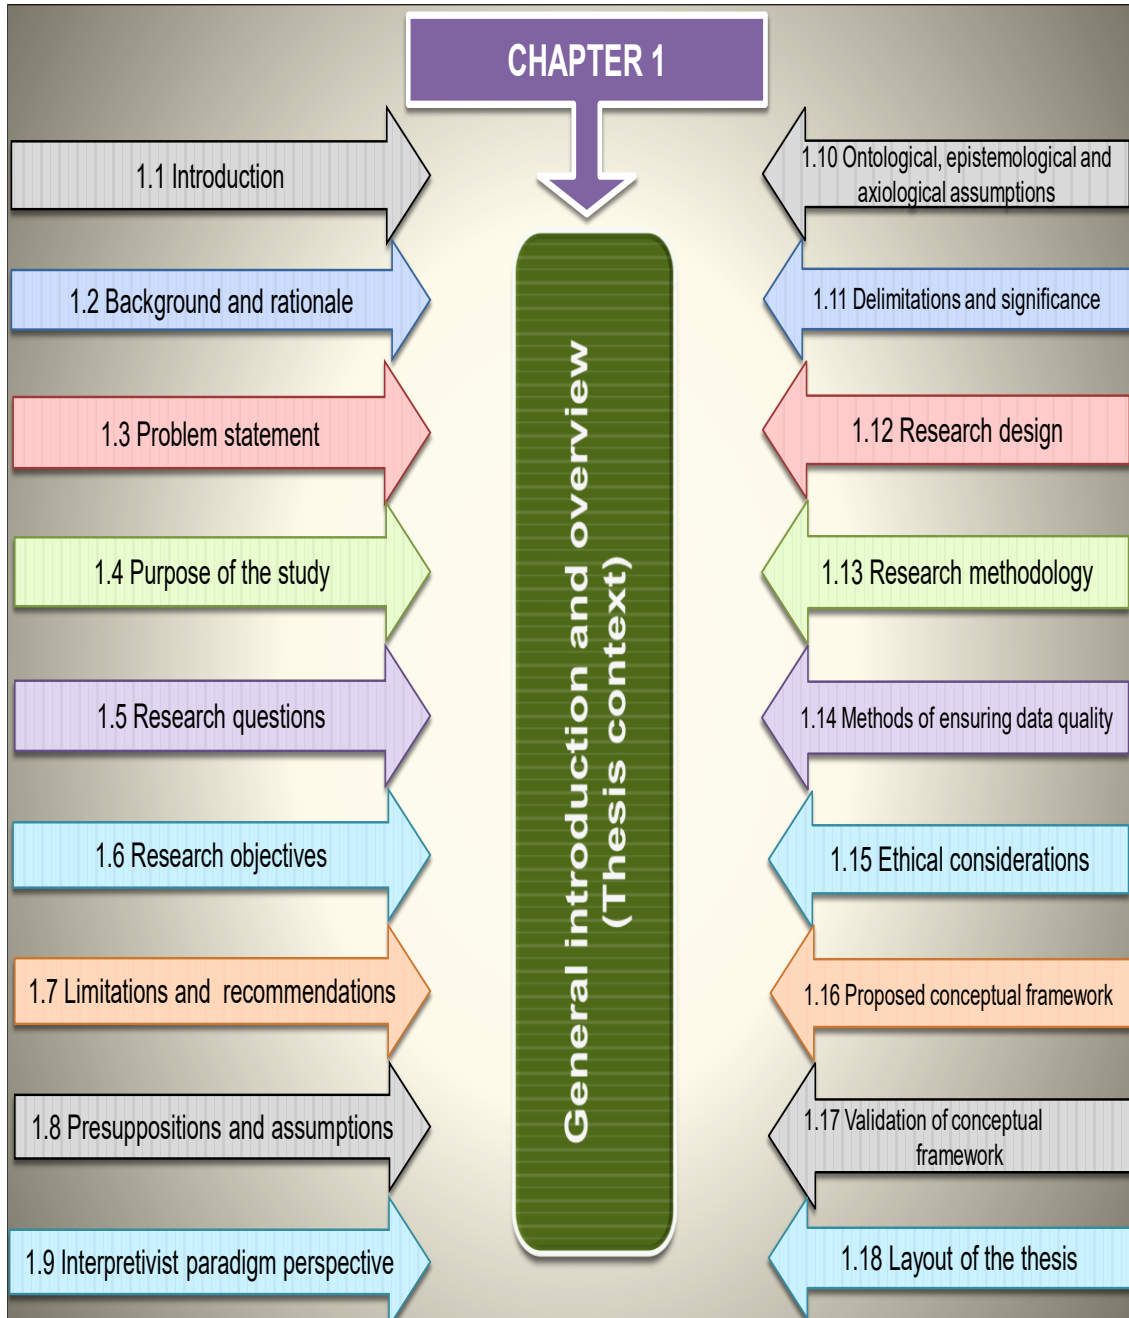 CHAPTER 1
1.1 Introduction
1.2 Background and rationale
1.3 Problem statement
1.4 Purpose of the study
1.5 Research questions
1.6 Research objectives
1.7 Limitations and recommendations
1.8 Presuppositions and assumptions
1.9 Interpretivist paradigm perspective
General introduction and overview
(Thesis context)
1.10 Ontological, epistemological and
axiological assumptions
1.11 Delimitations and significance
1.12 Research design
1.13 Research methodology
1.14 Methods of ensuring data quality
1.15 Ethical considerations
1.16 Proposed conceptual framework
1.17 Validation of conceptual
framework
1.18 Layout of the thesis